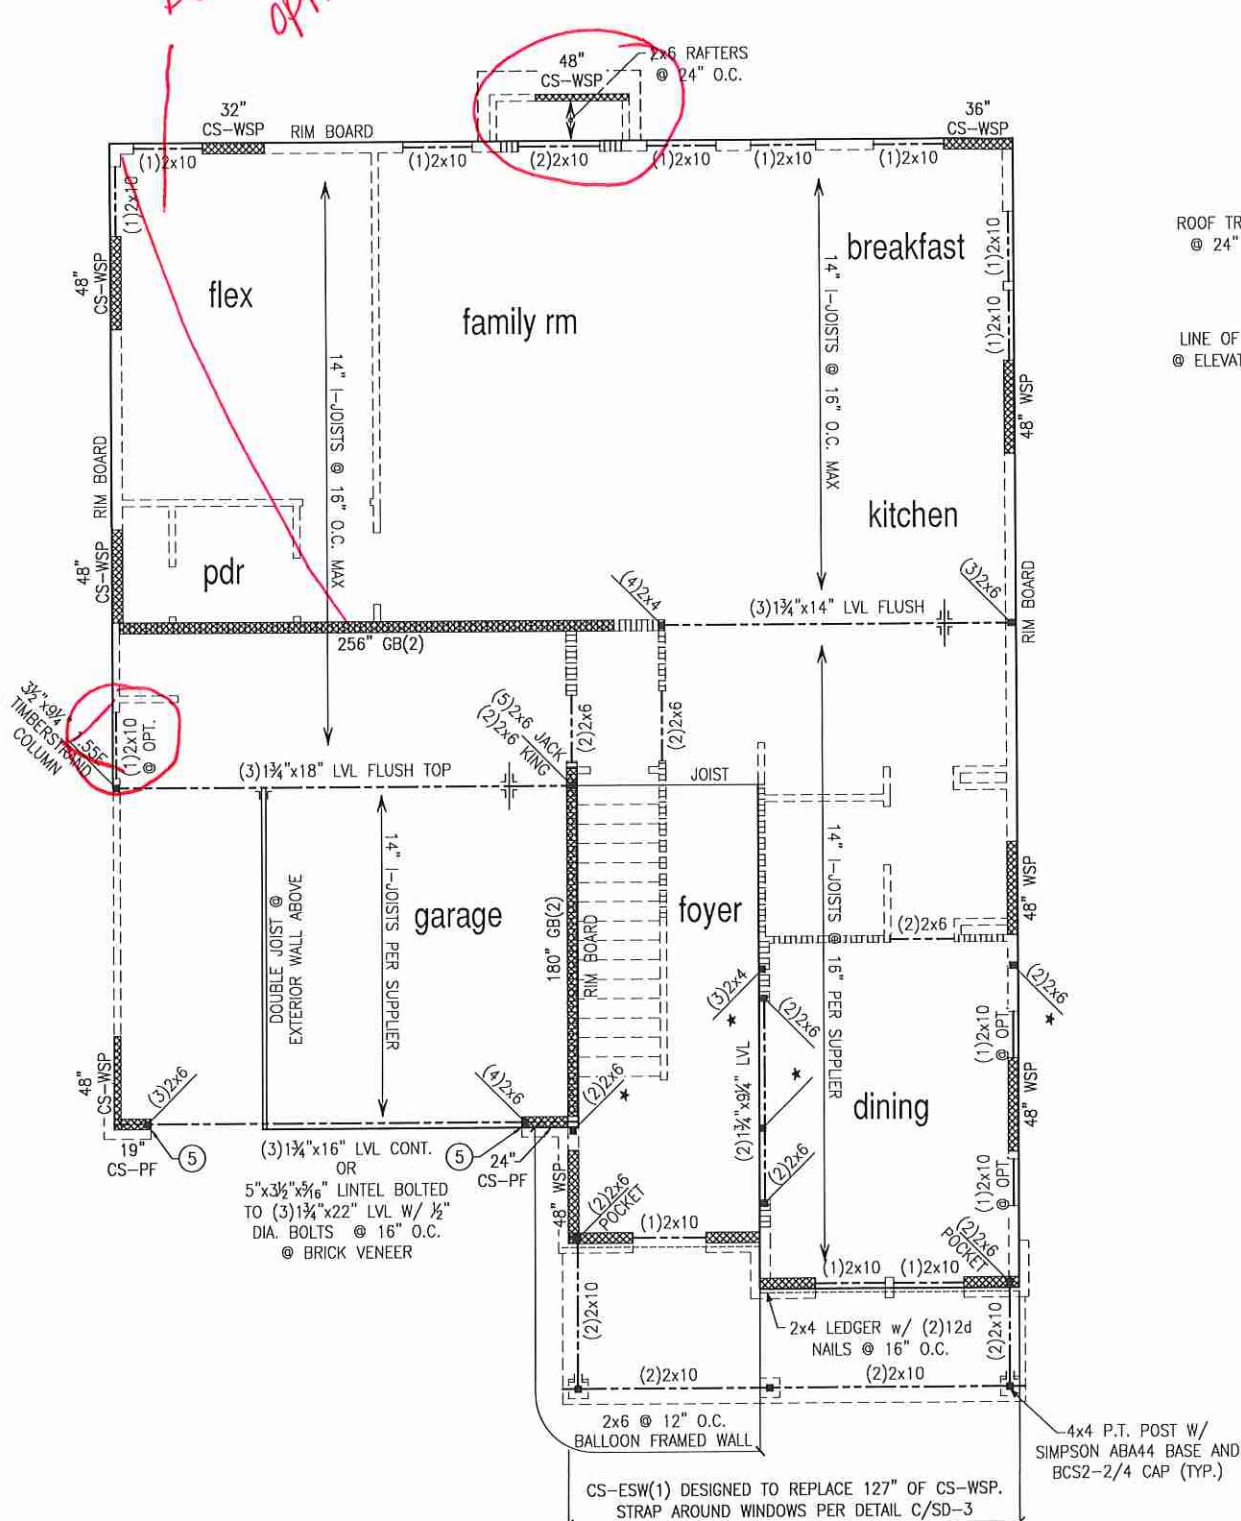 48"
CS-WSP
2x6 RAFTERS
@ 24" O.C.
32"
CS-WSP
RIM BOARD
36"
CS-WSP
(1)2x10
(1)2x10
(2)2x10
(1)2x10
(1)2x10
(1)2x10
(1)2x10
48"
CS-WSP
flex
family rm
breakfast
(1)2x10
(1)2x10
ROOF TR
@ 24"
LINE OF
@ ELEVAT
14" I-JOISTS @ 16" O.C. MAX
14" I-JOISTS @ 16" O.C. MAX
48" WSP
RIM BOARD
kitchen
48"
CS-WSP
pdr
(4)2x4
(3)1¾"x14" LVL FLUSH
(3)2x6
RIM BOARD
256" GB(2)
3½"x9¼" 1.55E
TIMBERSTRAND
COLUMN
(1)2x10
@ OPT.
(5)2x6 JACK
(2)2x6 KING
(2)2x6
(2)2x6
(3)1¾"x18" LVL FLUSH TOP
JOIST
DOUBLE JOIST @
EXTERIOR WALL ABOVE
14" I-JOISTS PER SUPPLIER
garage
180" GB(2)
RIM BOARD
foyer
14" I-JOISTS @ 16" PER SUPPLIER
48" WSP
(2)2x6
(3)2x4
★
(2)2x6
★
(2)2x6
★
(1)2x10
@ OPT.
48"
CS-WSP
(3)2x6
(4)2x6
(2)2x6
★
(2)1¾"x9¼" LVL
dining
48" WSP
19"
CS-PF
5
(3)1¾"x16" LVL CONT.
OR
5"x3½"x5⁄16" LINTEL BOLTED
TO (3)1¾"x22" LVL W/ ½"
DIA. BOLTS @ 16" O.C.
@ BRICK VENEER
5
24"
CS-PF
48" WSP
(2)2x6
POCKET
(2)2x6
(1)2x10
@ OPT.
(1)2x10
(2)2x6
POCKET
(1)2x10
(1)2x10
(2)2x10
2x4 LEDGER w/ (2)12d
NAILS @ 16" O.C.
(2)2x10
(2)2x10
(2)2x10
2x6 @ 12" O.C.
BALLOON FRAMED WALL
4x4 P.T. POST W/
SIMPSON ABA44 BASE AND
BCS2-2/4 CAP (TYP.)
CS-ESW(1) DESIGNED TO REPLACE 127" OF CS-WSP.
STRAP AROUND WINDOWS PER DETAIL C/SD-3